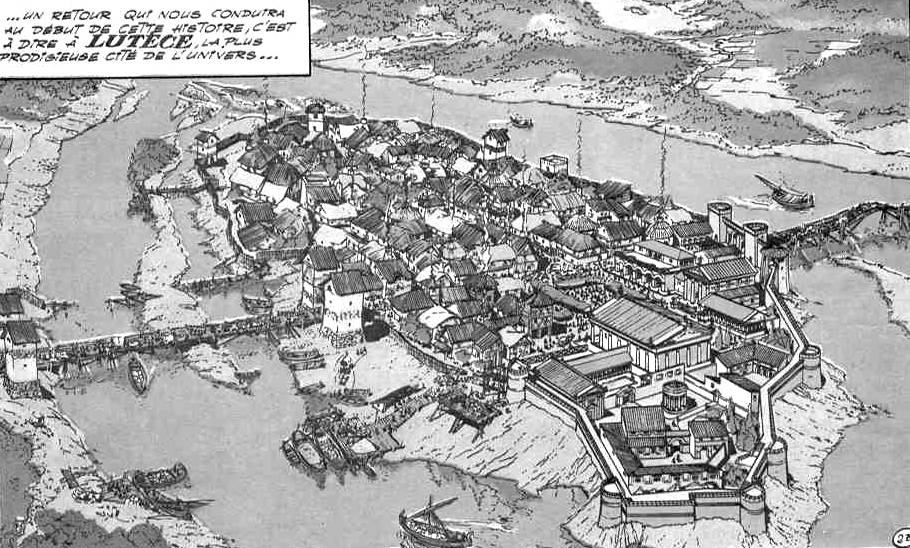 ...UN RETOUR QUI NOUS CONDUIRA
AU DÉBUT DE CETTE HISTOIRE, C'EST
À DIRE À LUTÈCE, LA PLUS
PRODIGIEUSE CITÉ DE L'UNIVERS...